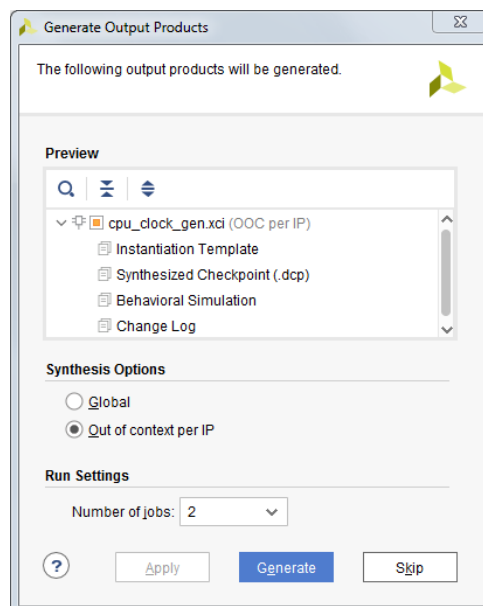 Generate Output Products
The following output products will be generated.
Preview
cpu_clock_gen.xci (OOC per IP)
Instantiation Template
Synthesized Checkpoint (.dcp)
Behavioral Simulation
Change Log
Synthesis Options
Global
Out of context per IP
Run Settings
Number of jobs: 2
? Apply Generate Skip